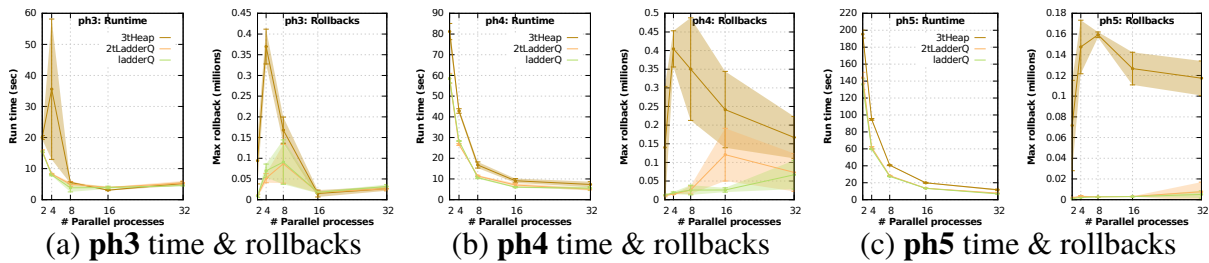 ph3: Runtime
3tHeap
2tLadderQ
ladderQ
Run time (sec)
60
50
40
30
20
10
0
2 4 8 16 32
# Parallel processes
ph3: Rollbacks
Max rollback (millions)
0.45
0.4
0.35
0.3
0.25
0.2
0.15
0.1
0.05
0
2 4 8 16 32
# Parallel processes
(a) ph3 time & rollbacks
ph4: Runtime
3tHeap
2tLadderQ
ladderQ
Run time (sec)
90
80
70
60
50
40
30
20
10
0
2 4 8 16 32
# Parallel processes
ph4: Rollbacks
Max rollback (millions)
0.5
0.45
0.4
0.35
0.3
0.25
0.2
0.15
0.1
0.05
0
2 4 8 16 32
# Parallel processes
(b) ph4 time & rollbacks
ph5: Runtime
3tHeap
2tLadderQ
ladderQ
Run time (sec)
220
200
180
160
140
120
100
80
60
40
20
0
2 4 8 16 32
# Parallel processes
ph5: Rollbacks
Max rollback (millions)
0.18
0.16
0.14
0.12
0.1
0.08
0.06
0.04
0.02
0
2 4 8 16 32
# Parallel processes
(c) ph5 time & rollbacks